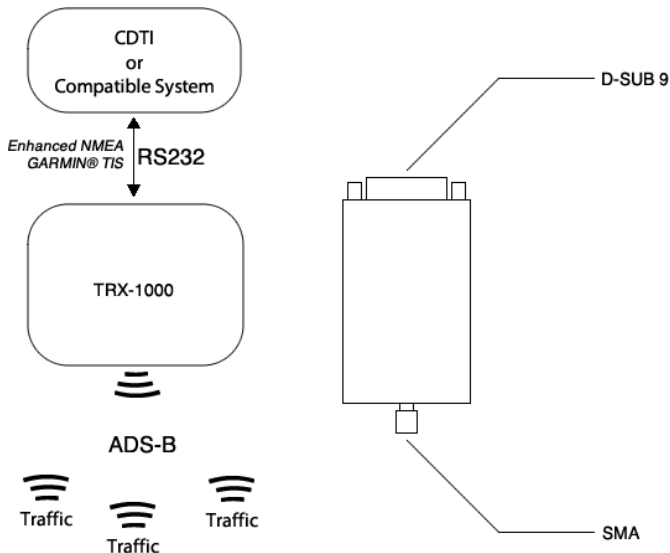 CDTI
or
Compatible System
Enhanced NMEA
GARMIN® TIS
RS232
TRX-1000
ADS-B
Traffic
Traffic
Traffic
D-SUB 9
SMA